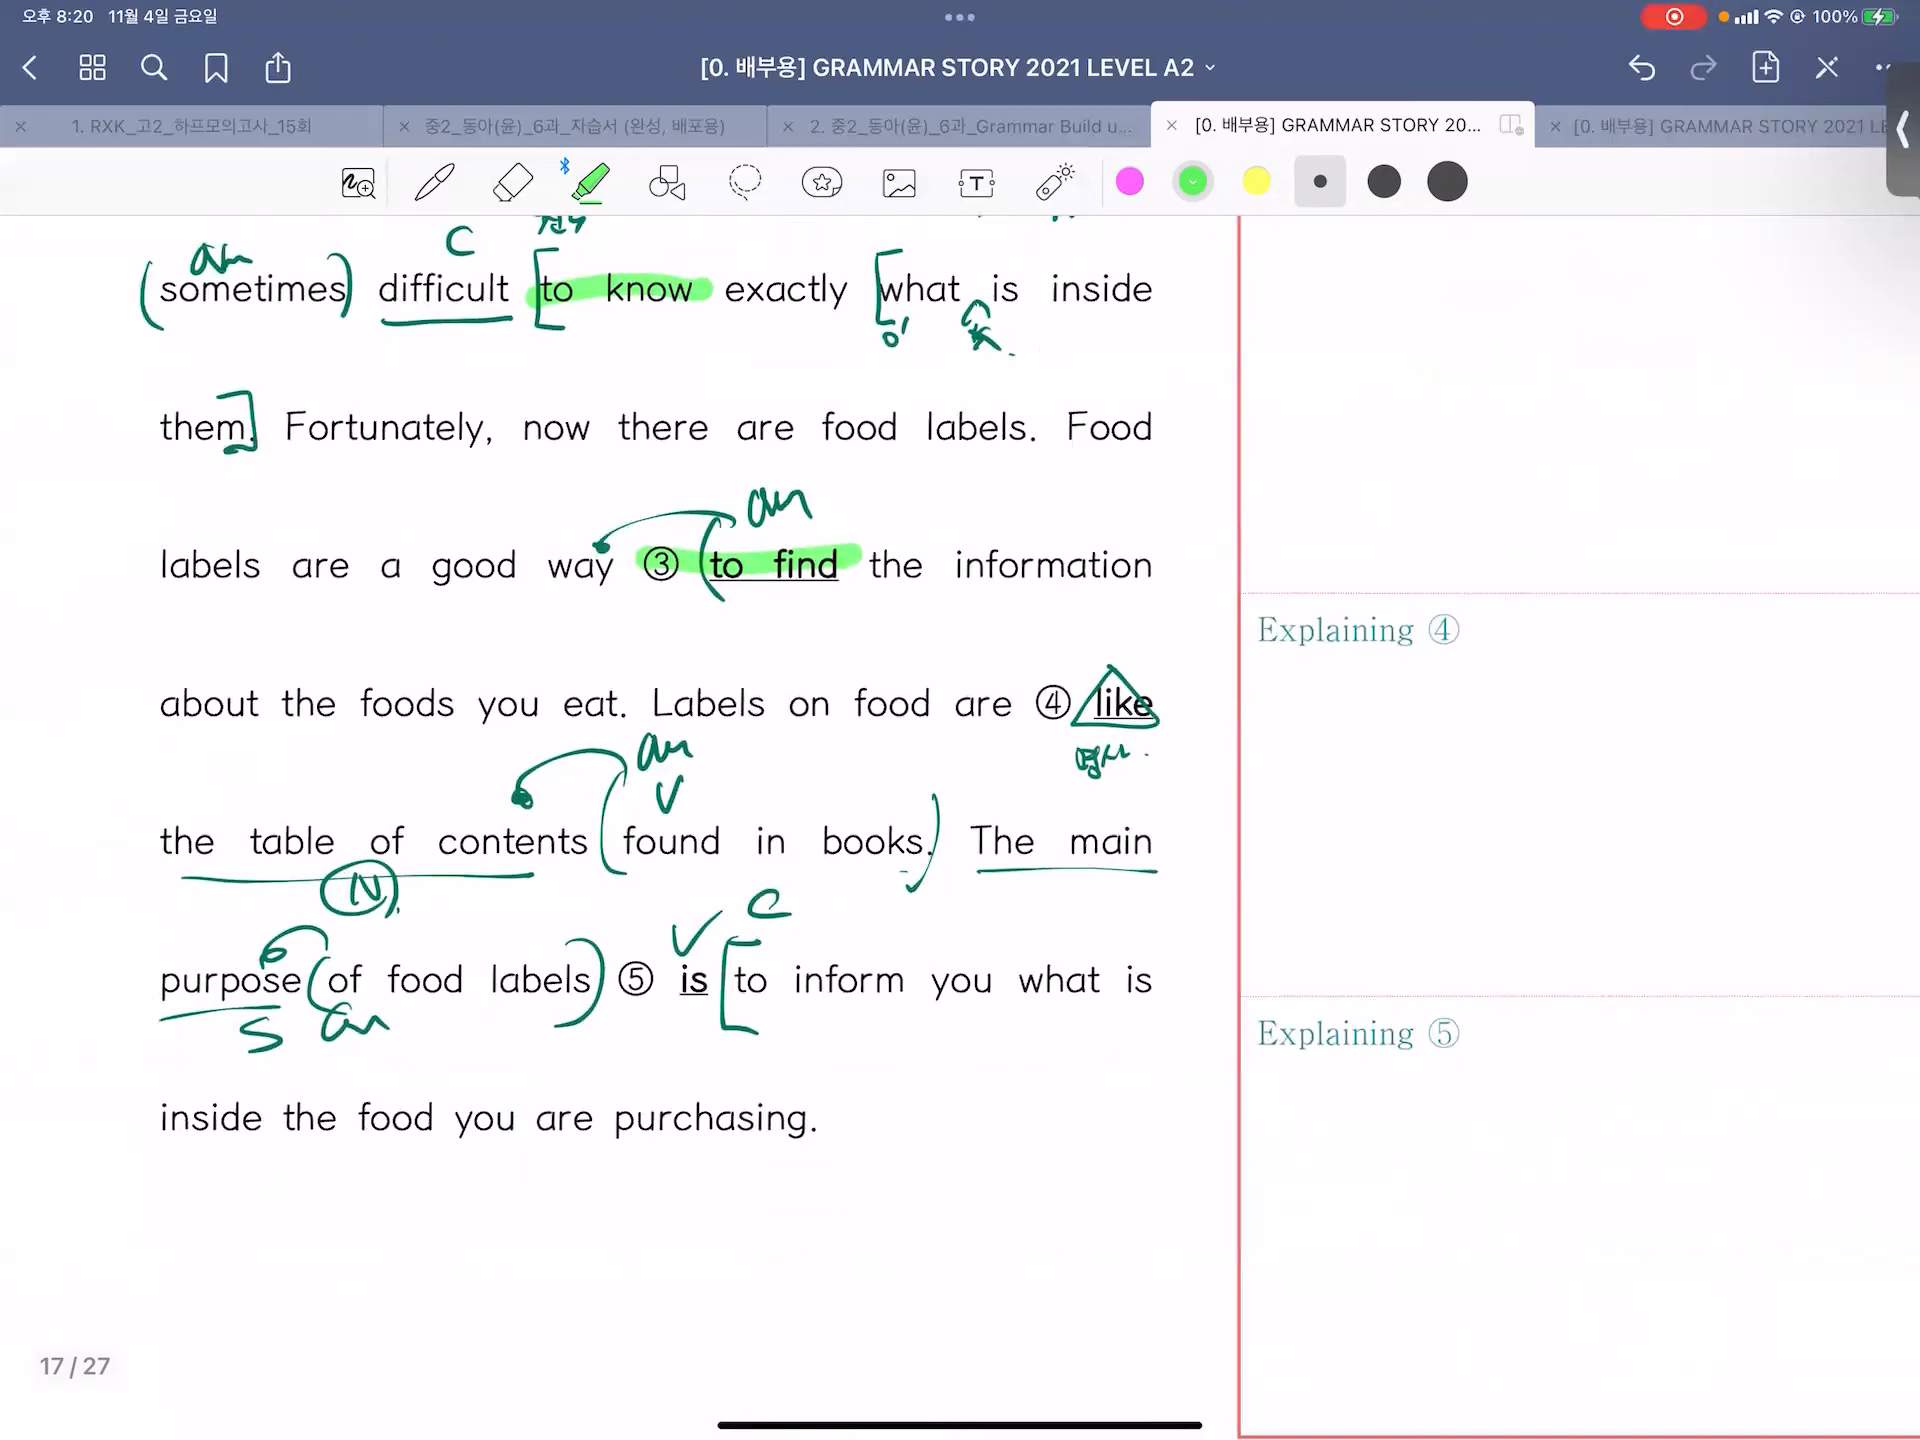 오후 8:20 11월 4일 금요일
100%
[0. 배부용] GRAMMAR STORY 2021 LEVEL A2
1. RXK_고2_하프모의고사_15회
중2_동아(윤)_6과_자습서 (완성, 배포용)
2. 중2_동아(윤)_6과_Grammar Build u...
[0. 배부용] GRAMMAR STORY 20...
[0. 배부용] GRAMMAR STORY 2021 LE
am C
(sometimes) difficult [to know exactly [what is inside
o'
them.] Fortunately, now there are food labels. Food
am
labels are a good way ③ (to find the information
Explaining ④
about the foods you eat. Labels on food are ④ like
am
V
the table of contents (found in books.) The main
N C
V
purpose (of food labels) ⑤ is [to inform you what is
S am
Explaining ⑤
inside the food you are purchasing.
17 / 27